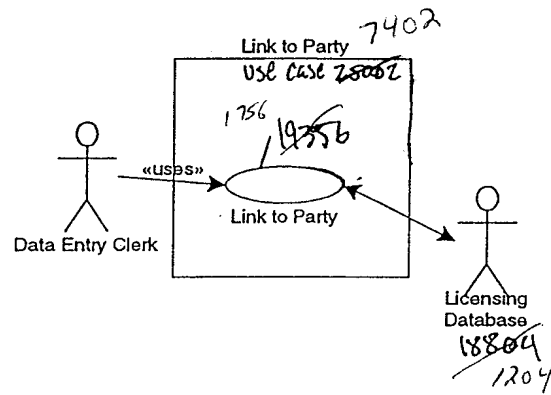 7402
Link to Party
use case 28002
1756
19356
«uses»
Link to Party
Data Entry Clerk
Licensing
Database
18804
1204